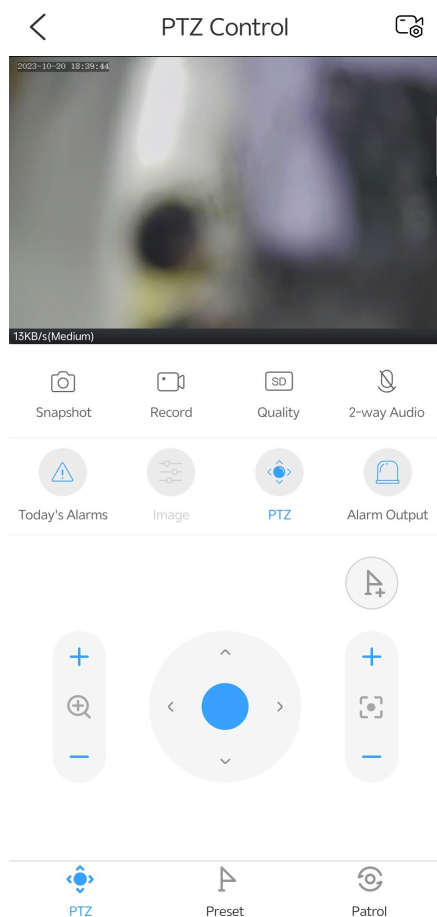 PTZ Control
2023-10-20 18:39:44
13KB/s(Medium)
SD
Snapshot Record Quality 2-way Audio
Today's Alarms Image PTZ Alarm Output
PTZ Preset Patrol